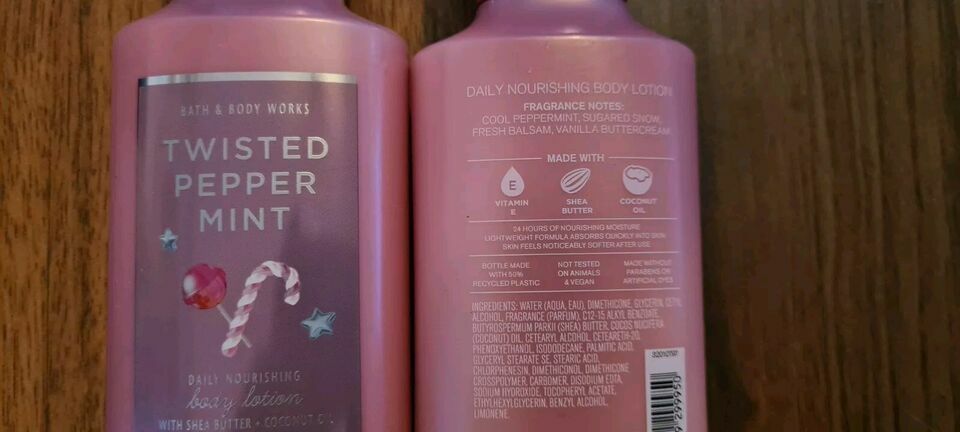 BATH & BODY WORKS
TWISTED
PEPPER
MINT
DAILY NOURISHING
body lotion
WITH SHEA BUTTER + COCONUT OIL
DAILY NOURISHING BODY LOTION
FRAGRANCE NOTES:
COOL PEPPERMINT, SUGARED SNOW,
FRESH BALSAM, VANILLA BUTTERCREAM
MADE WITH
E
VITAMIN
E
SHEA
BUTTER
COCONUT
OIL
24 HOURS OF NOURISHING MOISTURE
LIGHTWEIGHT FORMULA ABSORBS QUICKLY INTO SKIN
SKIN FEELS NOTICEABLY SOFTER AFTER USE
BOTTLE MADE
WITH 50%
RECYCLED PLASTIC
NOT TESTED
ON ANIMALS
& VEGAN
MADE WITHOUT
PARABENS OR
ARTIFICIAL DYES
INGREDIENTS: WATER (AQUA, EAU), DIMETHICONE, GLYCERIN, CETYL
ALCOHOL, FRAGRANCE (PARFUM), C12-15 ALKYL BENZOATE,
BUTYROSPERMUM PARKII (SHEA) BUTTER, COCOS NUCIFERA
(COCONUT) OIL, CETEARYL ALCOHOL, CETEARETH-20,
PHENOXYETHANOL, ISODODECANE, PALMITIC ACID,
GLYCERYL STEARATE SE, STEARIC ACID,
CHLORPHENESIN, DIMETHICONOL, DIMETHICONE
CROSSPOLYMER, CARBOMER, DISODIUM EDTA,
SODIUM HYDROXIDE, TOCOPHERYL ACETATE,
ETHYLHEXYLGLYCERIN, BENZYL ALCOHOL,
LIMONENE.
299950